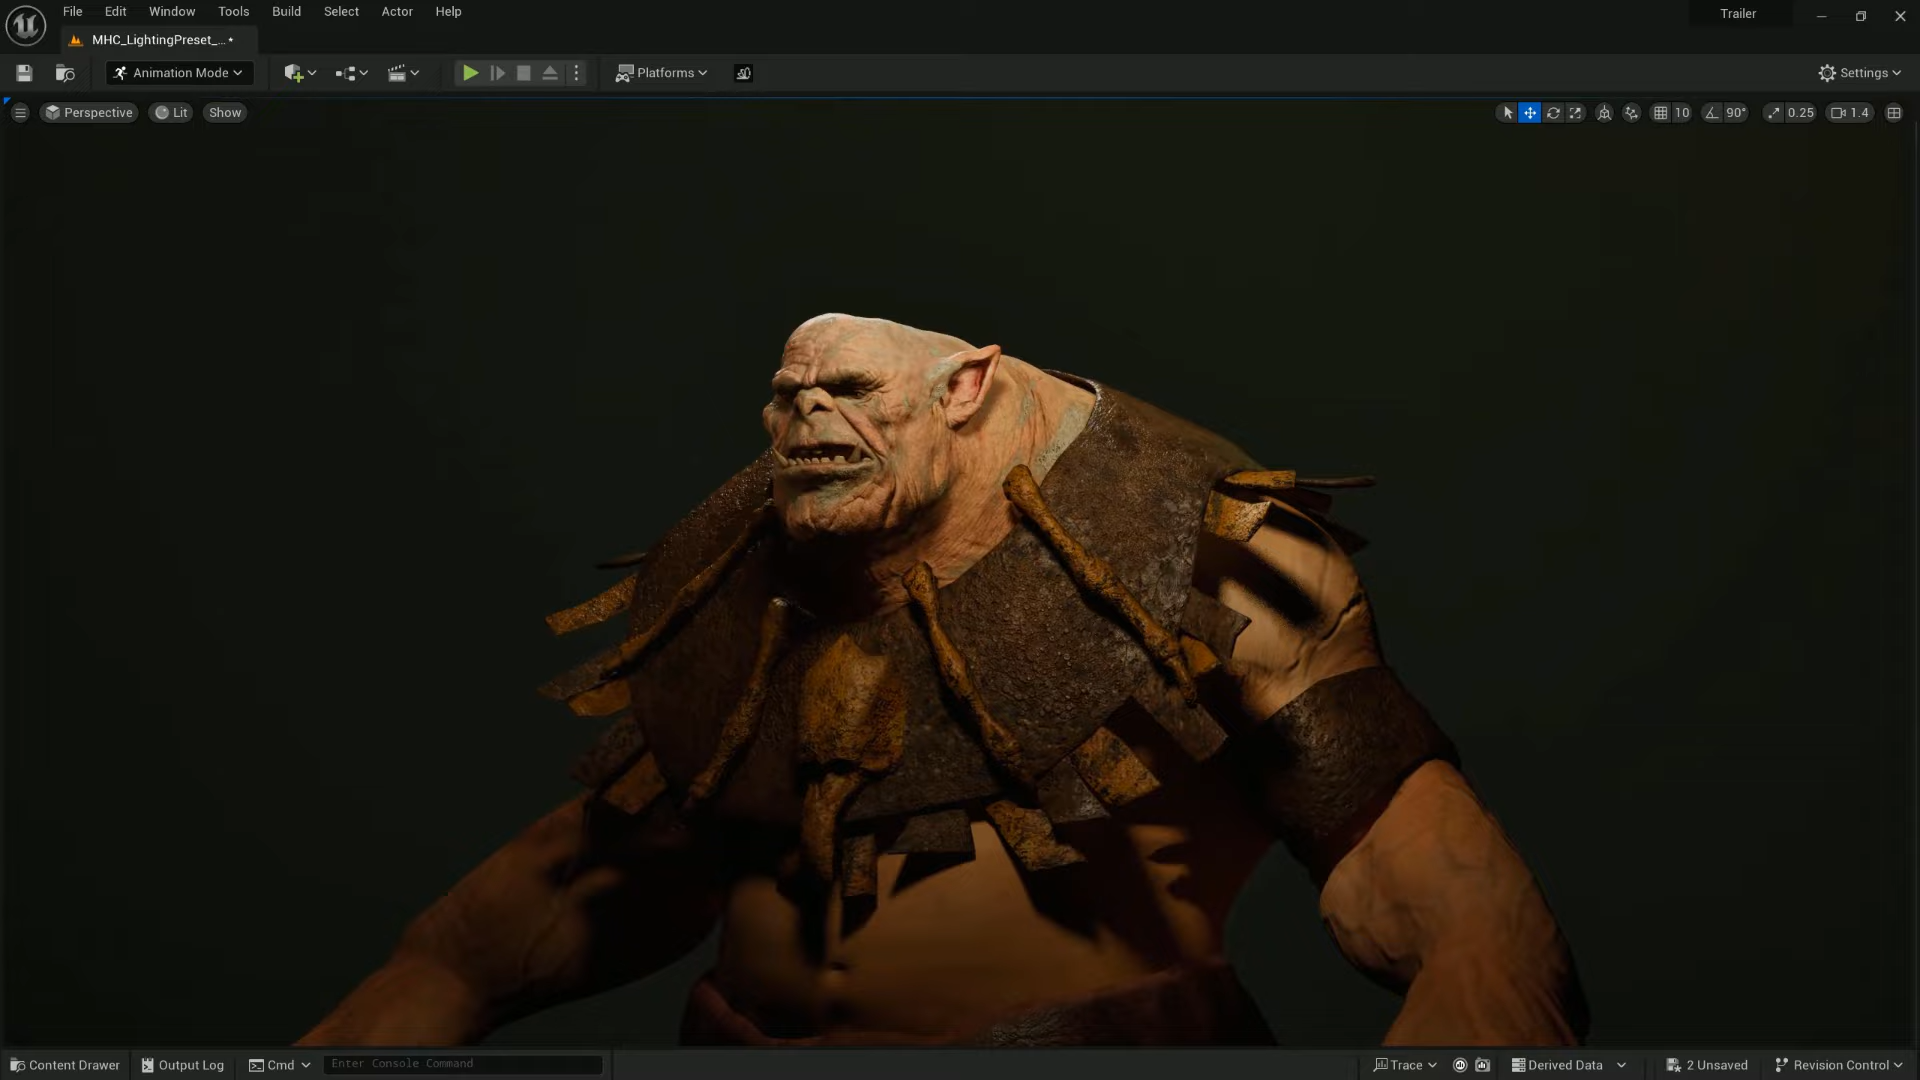 File Edit Window Tools Build Select Actor Help
Trailer
MHC_LightingPreset_... •
Animation Mode
Platforms
Settings
Perspective Lit Show
10 90° 0.25 1.4
Content Drawer Output Log Cmd Enter Console Command
Trace Derived Data 2 Unsaved Revision Control